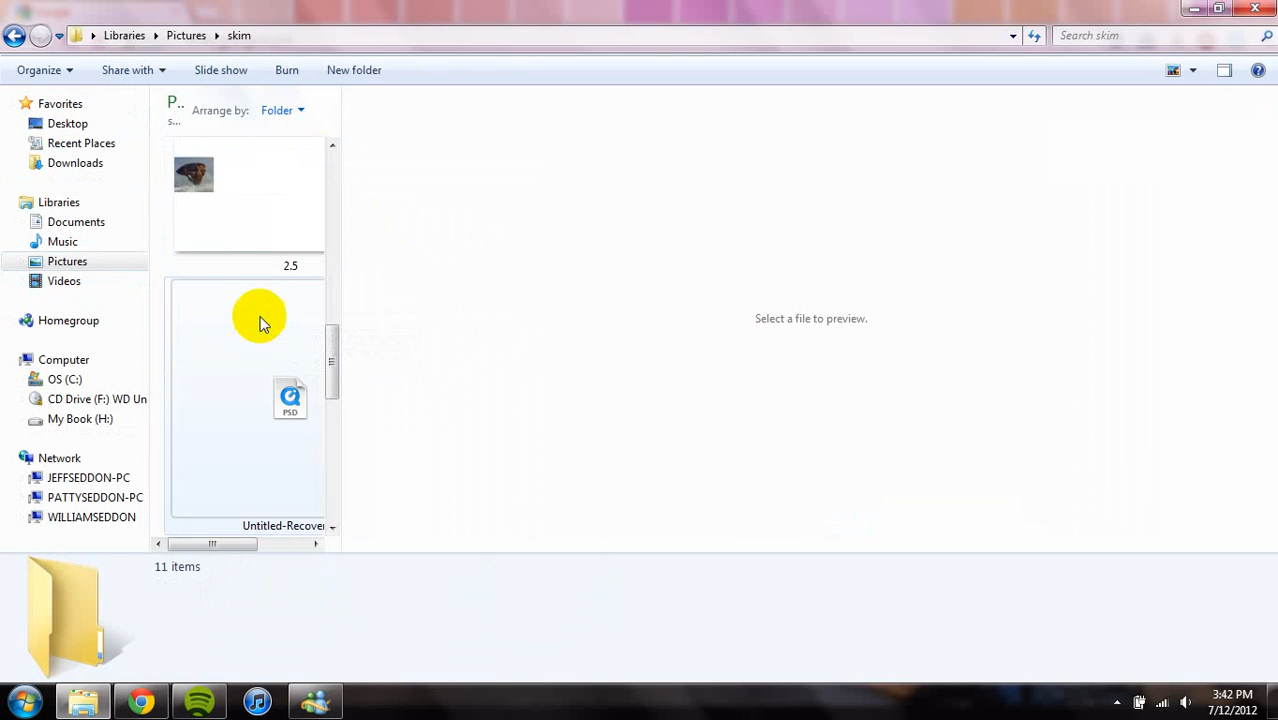 Libraries Pictures skim
Search skim
Organize Share with Slide show Burn New folder
Favorites
Desktop
Recent Places
Downloads
Libraries
Documents
Music
Pictures
Videos
Homegroup
Computer
OS (C:)
CD Drive (F:) WD Un
My Book (H:)
Network
JEFFSEDDON-PC
PATTYSEDDON-PC
WILLIAMSEDDON
P..
s...
Arrange by: Folder
2.5
PSD
Untitled-Recover
Select a file to preview.
11 items
3:42 PM
7/12/2012